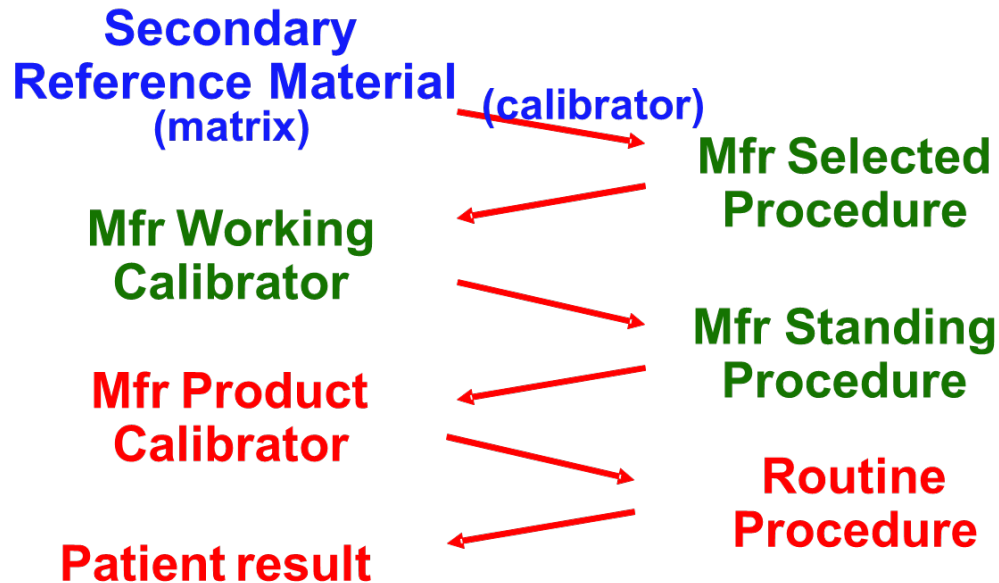 Secondary
Reference Material
(matrix)
(calibrator)
Mfr Selected
Procedure
Mfr Working
Calibrator
Mfr Standing
Procedure
Mfr Product
Calibrator
Routine
Procedure
Patient result